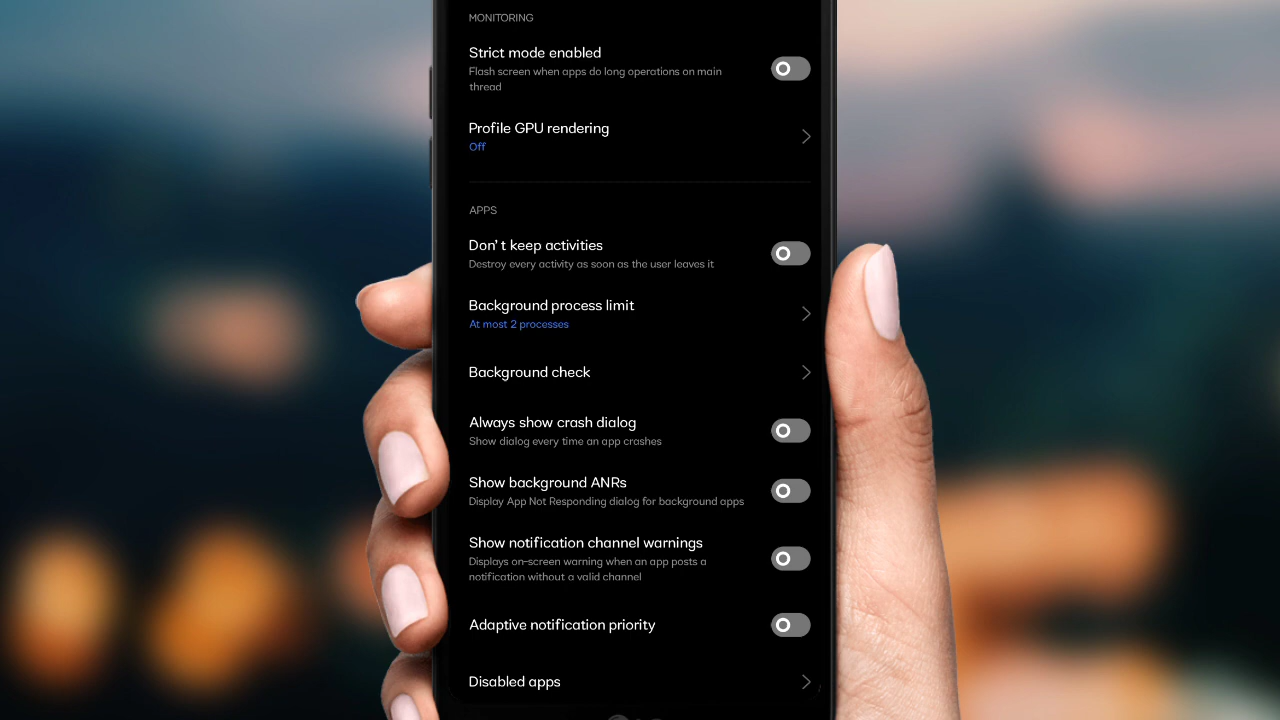 MONITORING
Strict mode enabled
Flash screen when apps do long operations on main
thread
Profile GPU rendering
Off
APPS
Don't keep activities
Destroy every activity as soon as the user leaves it
Background process limit
At most 2 processes
Background check
Always show crash dialog
Show dialog every time an app crashes
Show background ANRs
Display App Not Responding dialog for background apps
Show notification channel warnings
Displays on-screen warning when an app posts a
notification without a valid channel
Adaptive notification priority
Disabled apps